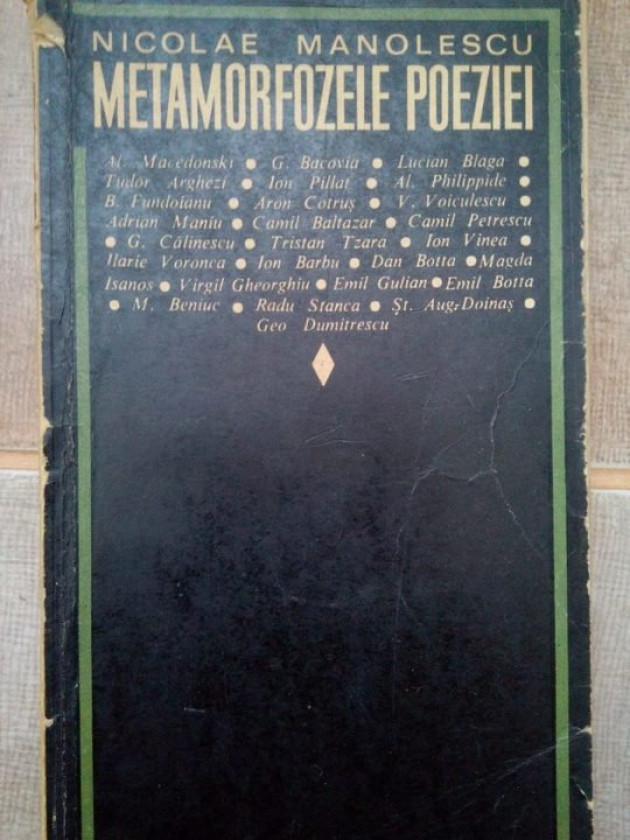 NICOLAE MANOLESCU
METAMORFOZELE POEZIEI
Al. Macedonski ● G. Bacovia ● Lucian Blaga ●
Tudor Arghezi ● Ion Pillat ● Al. Philippide ●
B. Fundoianu ● Aron Cotruș ● V. Voiculescu ●
Adrian Maniu ● Camil Baltazar ● Camil Petrescu
● G. Călinescu ● Tristan Tzara ● Ion Vinea ●
Ilarie Voronca ● Ion Barbu ● Dan Botta ● Magda
Isanos ● Virgil Gheorghiu ● Emil Gulian ● Emil Botta
● M. Beniuc ● Radu Stanca ● Șt. Aug. Doinaș ●
Geo Dumitrescu